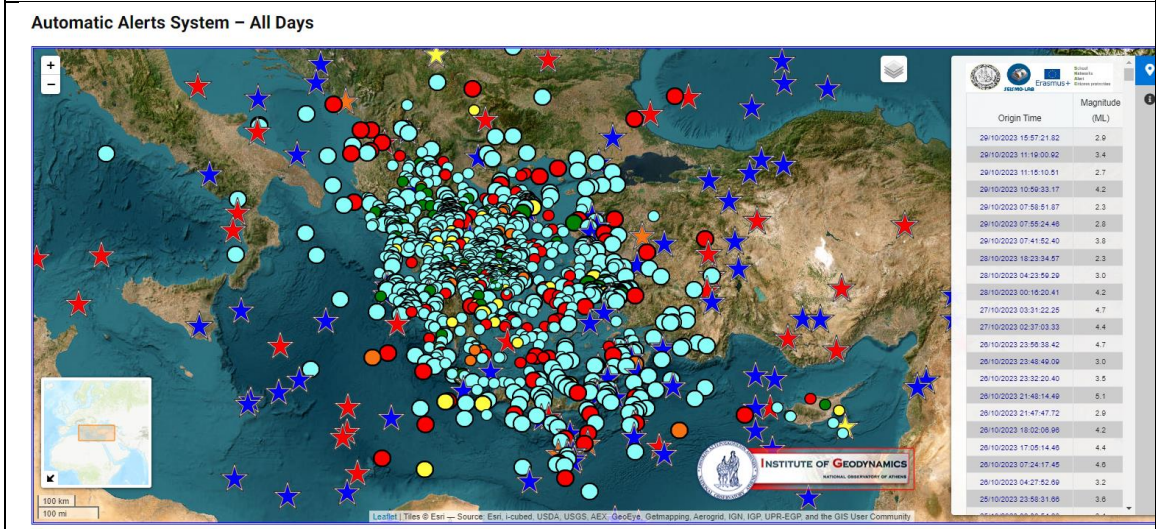 Automatic Alerts System – All Days
+
−
SEISMO-LAB
Erasmus+
School
Networks
Alert
Citizens protection
Origin Time
Magnitude
(ML)
29/10/2023 15:57:21.82 2.9
29/10/2023 11:19:00.92 3.4
29/10/2023 11:15:10.51 2.7
29/10/2023 10:59:33.17 4.2
29/10/2023 07:58:51.87 2.3
29/10/2023 07:55:24.46 2.8
29/10/2023 07:41:52.40 3.8
28/10/2023 18:23:34.57 2.3
28/10/2023 04:23:59.29 3.0
28/10/2023 00:16:20.41 4.2
27/10/2023 03:31:22.25 4.7
27/10/2023 02:37:03.33 4.4
26/10/2023 23:56:38.42 4.7
26/10/2023 23:48:49.09 3.0
26/10/2023 23:32:20.40 3.5
26/10/2023 21:48:14.49 5.1
26/10/2023 21:47:47.72 2.9
26/10/2023 18:02:06.96 4.2
26/10/2023 17:05:14.46 4.4
26/10/2023 07:24:17.45 4.6
26/10/2023 04:27:52.69 3.2
25/10/2023 23:58:31.66 3.6
INSTITUTE OF GEODYNAMICS
NATIONAL OBSERVATORY OF ATHENS
100 km
100 mi
Leaflet | Tiles © Esri — Source: Esri, i-cubed, USDA, USGS, AEX, GeoEye, Getmapping, Aerogrid, IGN, IGP, UPR-EGP, and the GIS User Community